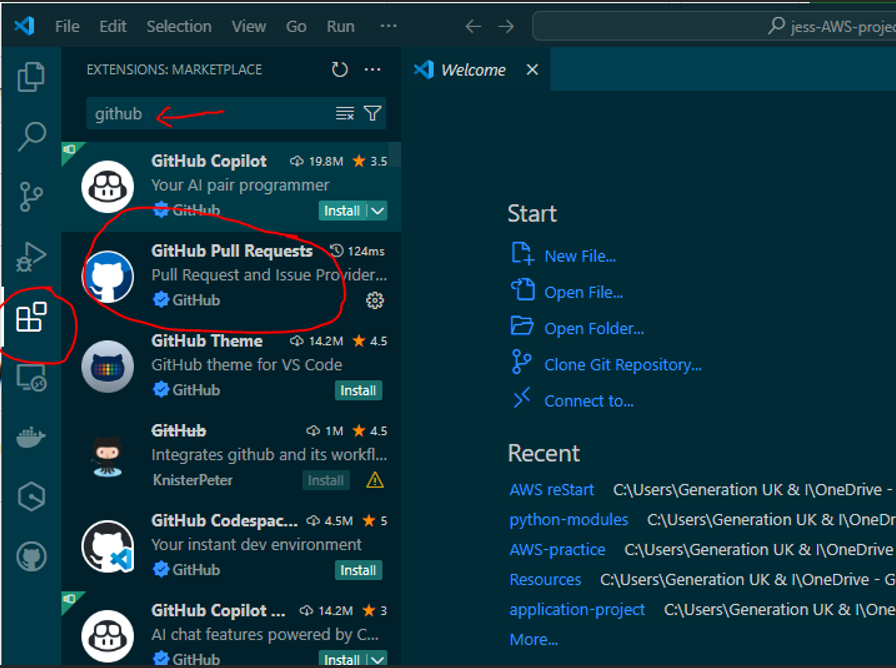 File Edit Selection View Go Run ···
jess-AWS-projec
EXTENSIONS: MARKETPLACE
Welcome
github
GitHub Copilot 19.8M 3.5
Your AI pair programmer
GitHub Install
GitHub Pull Requests 124ms
Pull Request and Issue Provider...
GitHub
GitHub Theme 14.2M 4.5
GitHub theme for VS Code
GitHub Install
GitHub 1M 4.5
Integrates github and its workfl...
KnisterPeter Install
GitHub Codespac... 4.5M 5
Your instant dev environment
GitHub Install
GitHub Copilot ... 14.2M 3
AI chat features powered by C...
GitHub Install
Start
New File...
Open File...
Open Folder...
Clone Git Repository...
Connect to...
Recent
AWS reStart C:\Users\Generation UK & I\OneDrive -
python-modules C:\Users\Generation UK & I\OneDr
AWS-practice C:\Users\Generation UK & I\OneDrive
Resources C:\Users\Generation UK & I\OneDrive - G
application-project C:\Users\Generation UK & I\One
More...